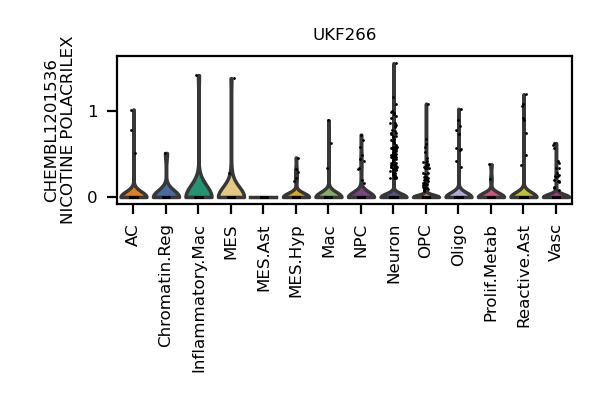 UKF266
CHEMBL1201536
NICOTINE POLACRILEX
1
0
AC
Chromatin.Reg
Inflammatory.Mac
MES
MES.Ast
MES.Hyp
Mac
NPC
Neuron
OPC
Oligo
Prolif.Metab
Reactive.Ast
Vasc